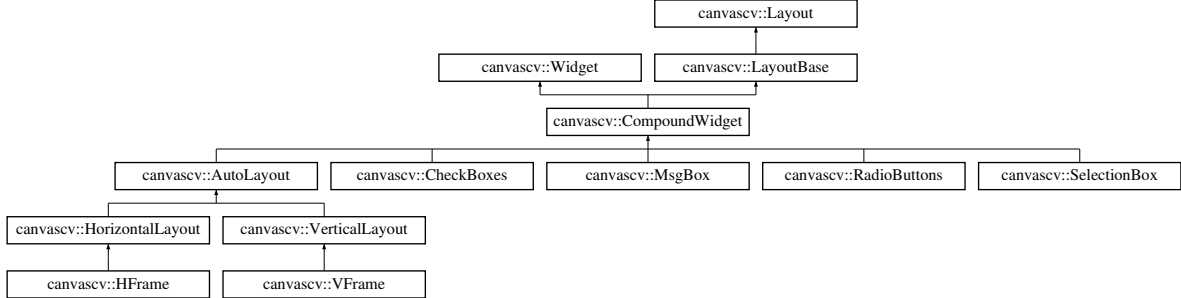 canvascv::Layout
canvascv::Widget canvascv::LayoutBase
canvascv::CompoundWidget
canvascv::AutoLayout canvascv::CheckBoxes canvascv::MsgBox canvascv::RadioButtons canvascv::SelectionBox
canvascv::HorizontalLayout canvascv::VerticalLayout
canvascv::HFrame canvascv::VFrame